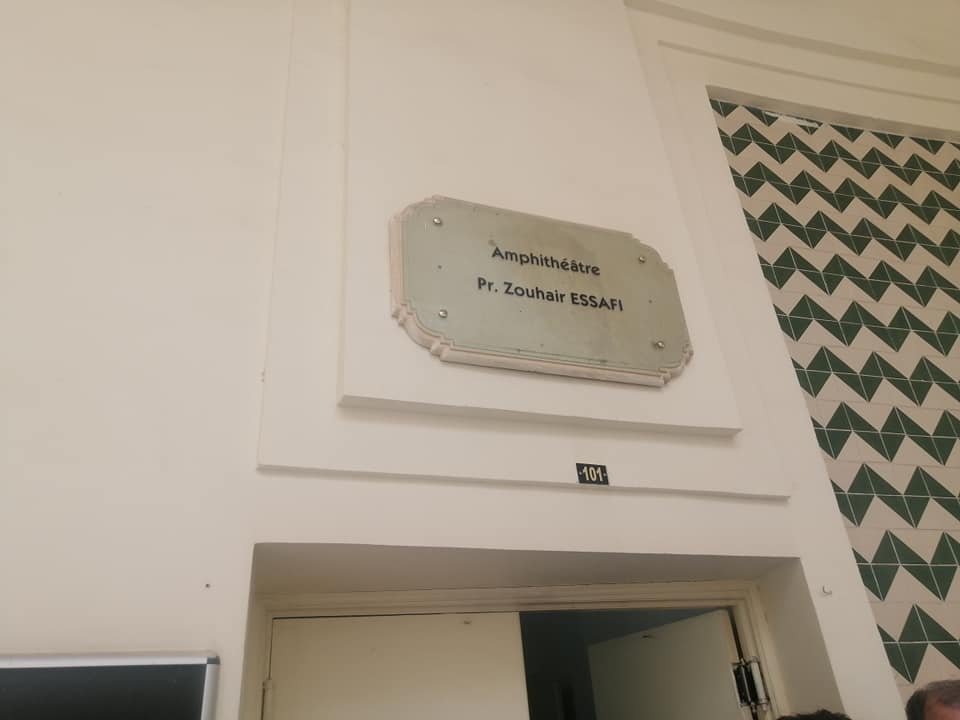 Amphithéâtre
Pr. Zouhair ESSAFI
101